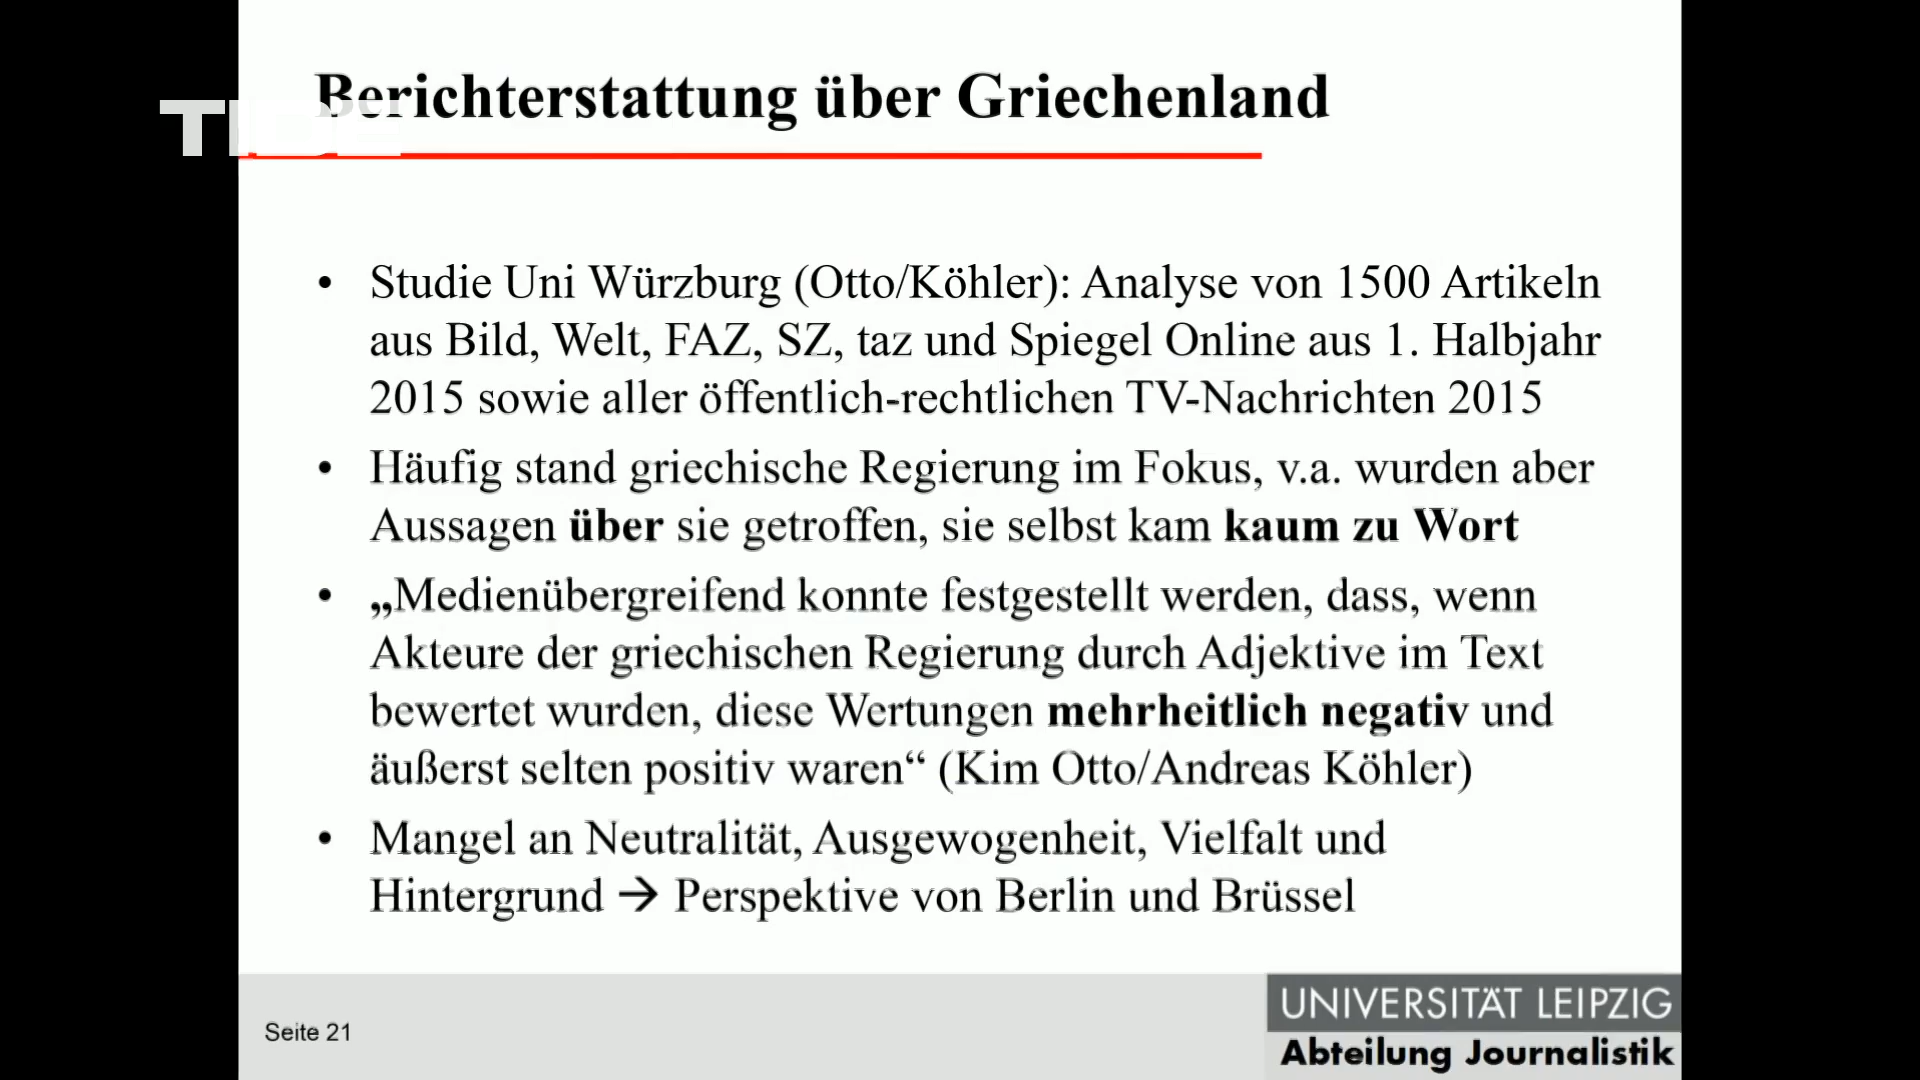 Berichterstattung über Griechenland
TIDE
• Studie Uni Würzburg (Otto/Köhler): Analyse von 1500 Artikeln
aus Bild, Welt, FAZ, SZ, taz und Spiegel Online aus 1. Halbjahr
2015 sowie aller öffentlich-rechtlichen TV-Nachrichten 2015
• Häufig stand griechische Regierung im Fokus, v.a. wurden aber
Aussagen über sie getroffen, sie selbst kam kaum zu Wort
• „Medienübergreifend konnte festgestellt werden, dass, wenn
Akteure der griechischen Regierung durch Adjektive im Text
bewertet wurden, diese Wertungen mehrheitlich negativ und
äußerst selten positiv waren“ (Kim Otto/Andreas Köhler)
• Mangel an Neutralität, Ausgewogenheit, Vielfalt und
Hintergrund → Perspektive von Berlin und Brüssel
Seite 21
UNIVERSITÄT LEIPZIG
Abteilung Journalistik